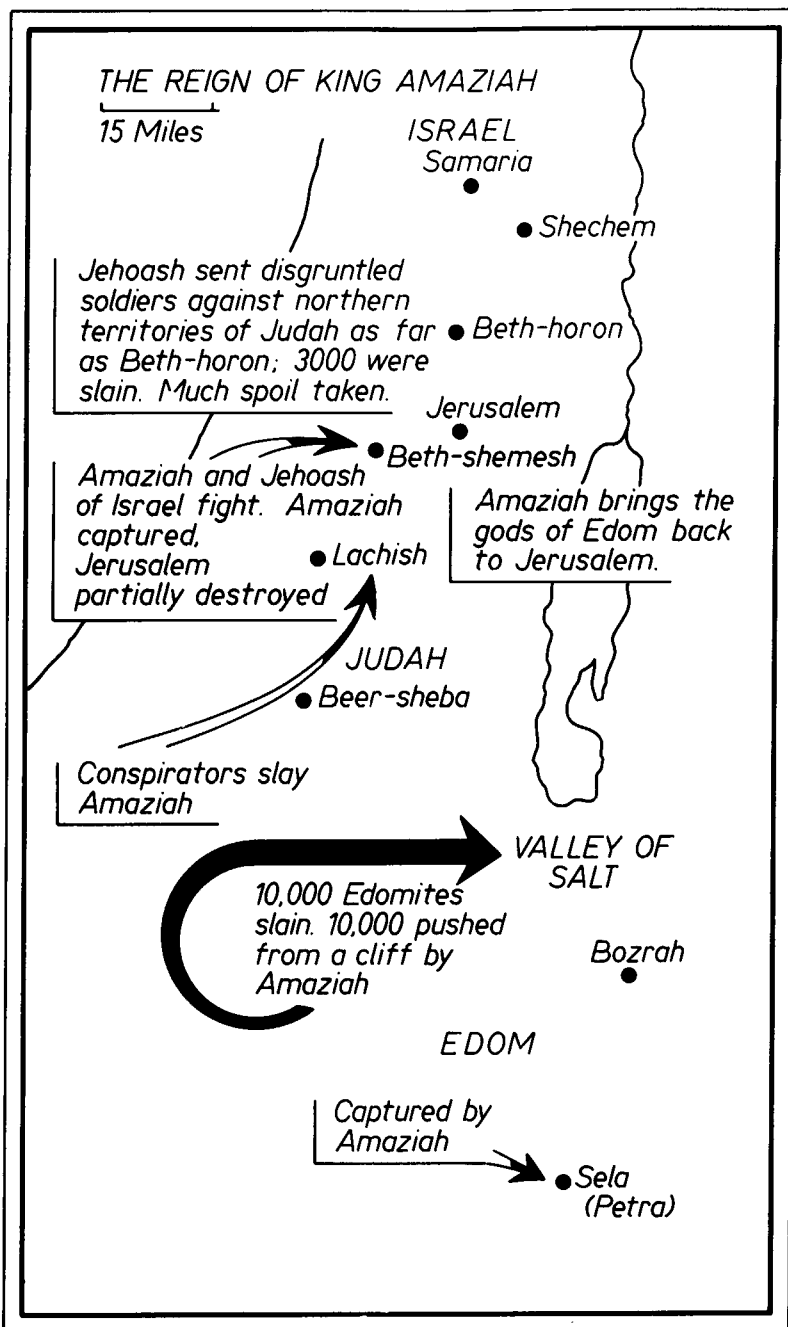 THE REIGN OF KING AMAZIAH
15 Miles
ISRAEL
Samaria
Shechem
Jehoash sent disgruntled
soldiers against northern
territories of Judah as far
as Beth-horon; 3000 were
slain. Much spoil taken.
Beth-horon
Jerusalem
Beth-shemesh
Amaziah and Jehoash
of Israel fight. Amaziah
captured,
Jerusalem
partially destroyed
Amaziah brings the
gods of Edom back
to Jerusalem.
Lachish
JUDAH
Beer-sheba
Conspirators slay
Amaziah
VALLEY OF
SALT
10,000 Edomites
slain. 10,000 pushed
from a cliff by
Amaziah
Bozrah
EDOM
Captured by
Amaziah
Sela
(Petra)